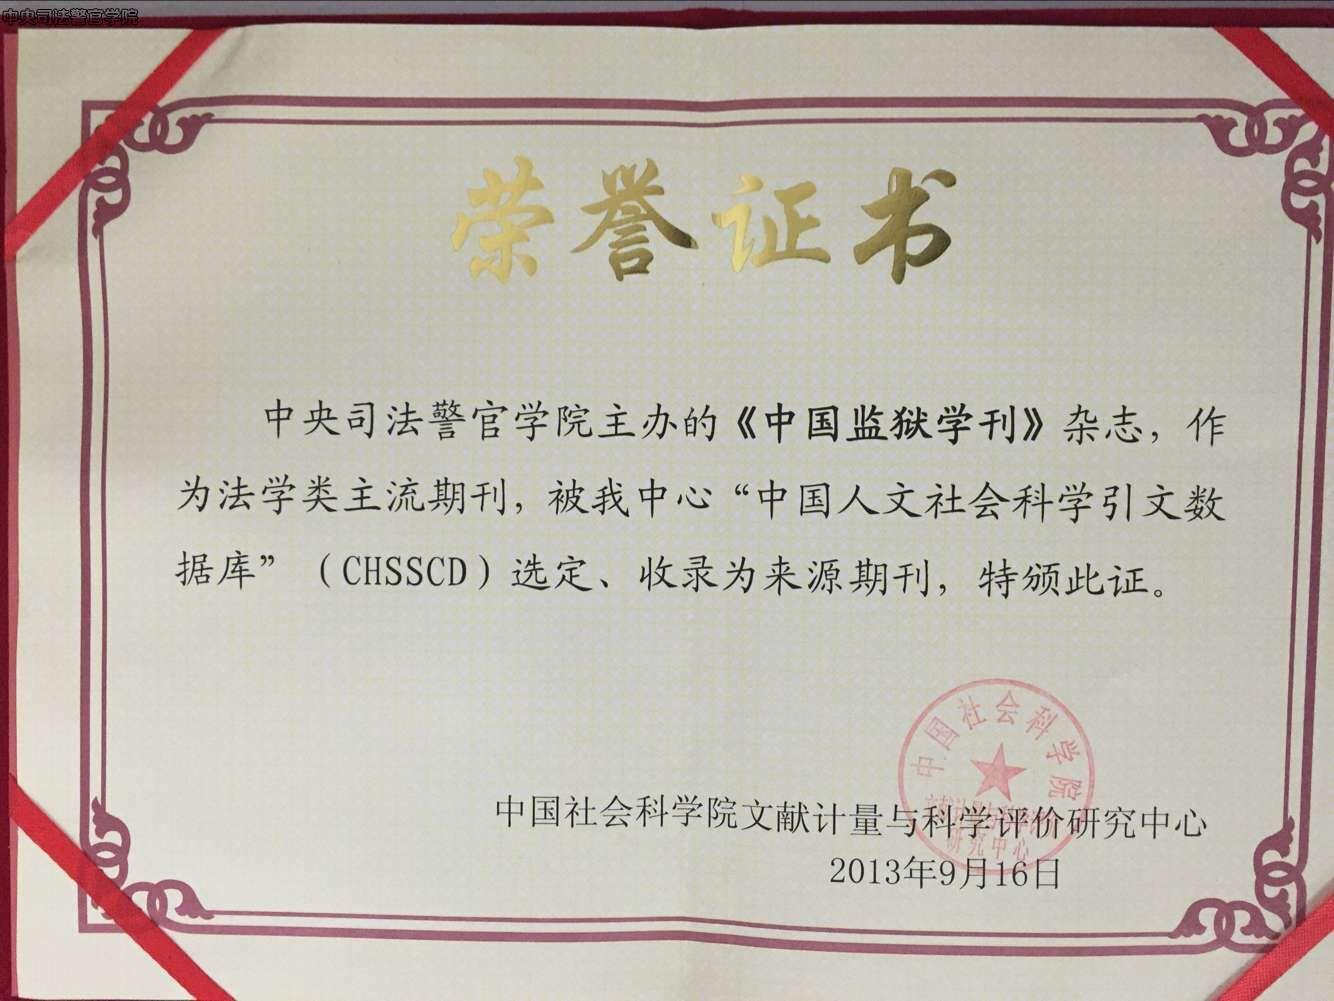 中央司法警官学院
荣誉证书
中央司法警官学院主办的《中国监狱学刊》杂志，作
为法学类主流期刊，被我中心“中国人文社会科学引文数
据库”（CHSSCD）选定、收录为来源期刊，特颁此证。
中国社会科学院
研究中心
中国社会科学院文献计量与科学评价研究中心
2013年9月16日